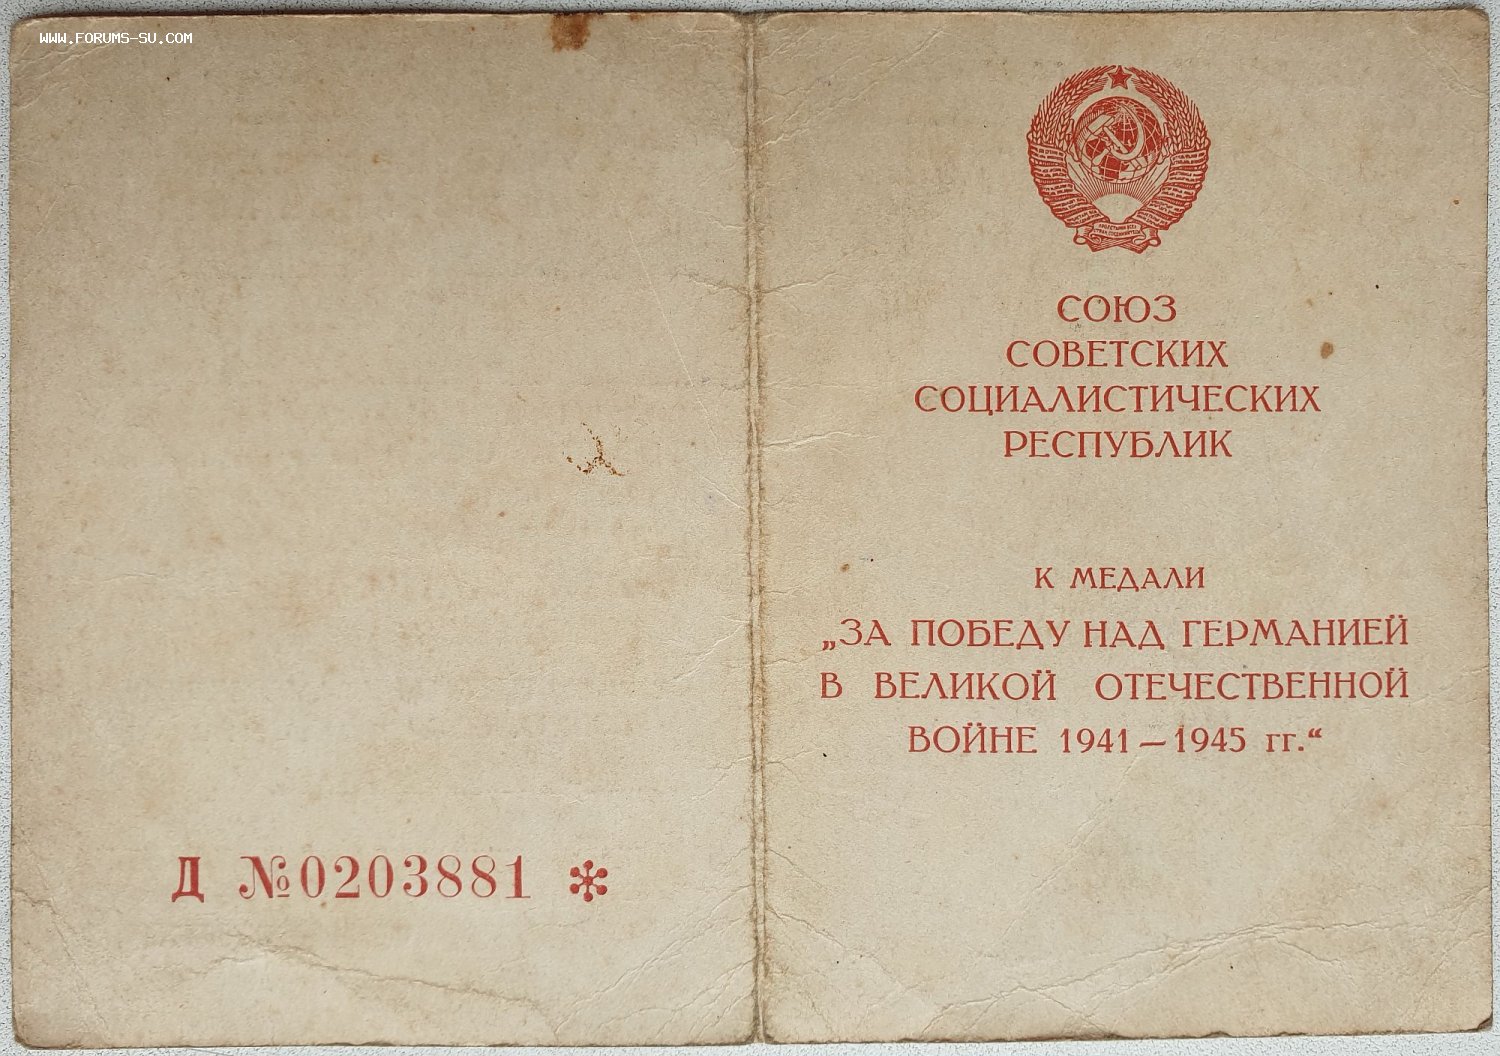 WWW.FORUMS-SU.COM
Д №0203881 *
СОЮЗ
СОВЕТСКИХ
СОЦИАЛИСТИЧЕСКИХ
РЕСПУБЛИК
К МЕДАЛИ
„ЗА ПОБЕДУ НАД ГЕРМАНИЕЙ
В ВЕЛИКОЙ ОТЕЧЕСТВЕННОЙ
ВОЙНЕ 1941—1945 гг.“